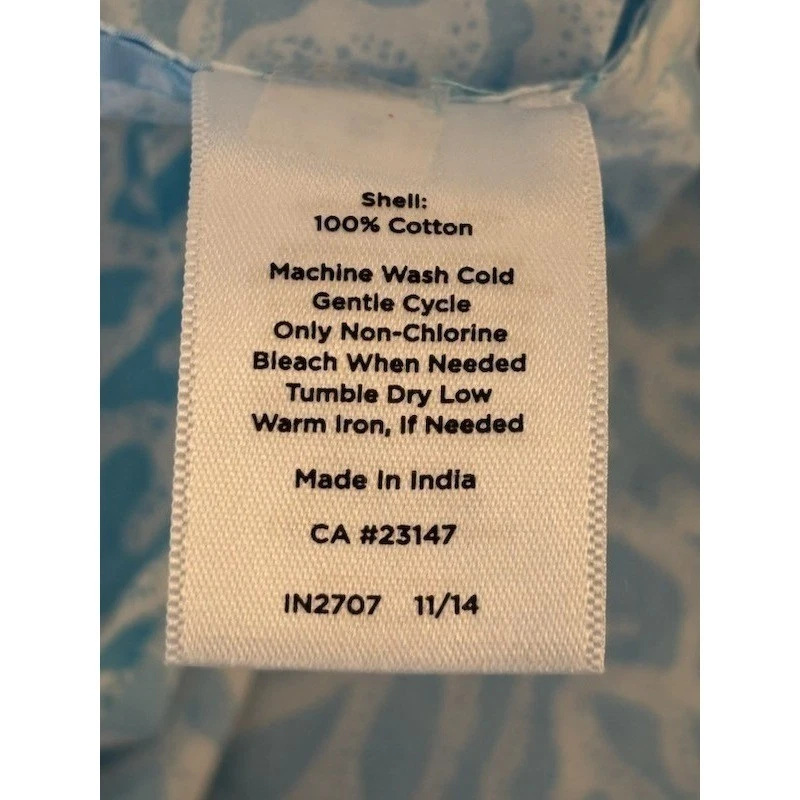 Shell:
100% Cotton
Machine Wash Cold
Gentle Cycle
Only Non-Chlorine
Bleach When Needed
Tumble Dry Low
Warm Iron, If Needed
Made In India
CA #23147
IN2707 11/14